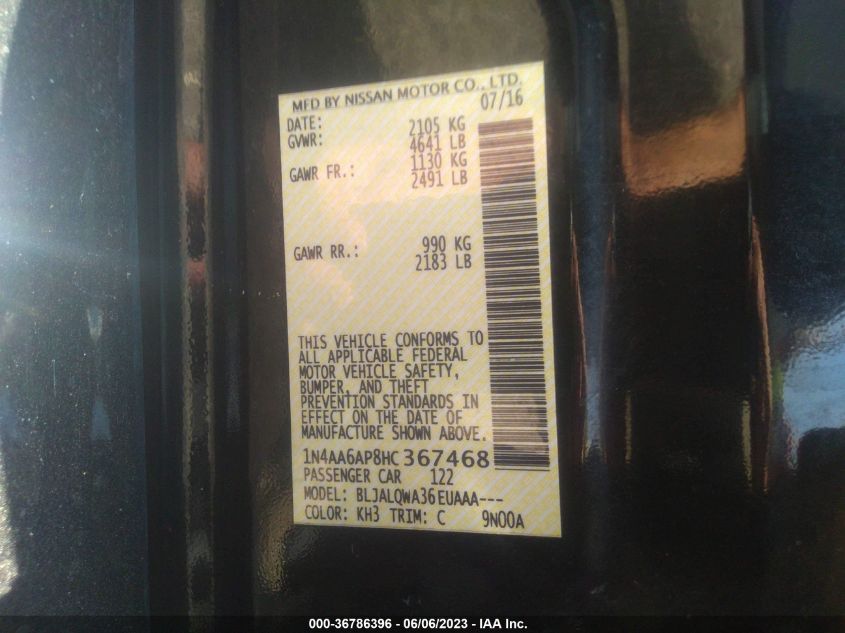 MFD BY NISSAN MOTOR CO., LTD.
DATE: 07/16
GVWR: 2105 KG
4641 LB
GAWR FR.: 1130 KG
2491 LB
GAWR RR.: 990 KG
2183 LB
THIS VEHICLE CONFORMS TO
ALL APPLICABLE FEDERAL
MOTOR VEHICLE SAFETY,
BUMPER, AND THEFT
PREVENTION STANDARDS IN
EFFECT ON THE DATE OF
MANUFACTURE SHOWN ABOVE.
1N4AA6AP8HC367468
PASSENGER CAR 122
MODEL: BLJALQWA36EUAAA---
COLOR: KH3 TRIM: C 9N00A
000-36786396 - 06/06/2023 - IAA Inc.